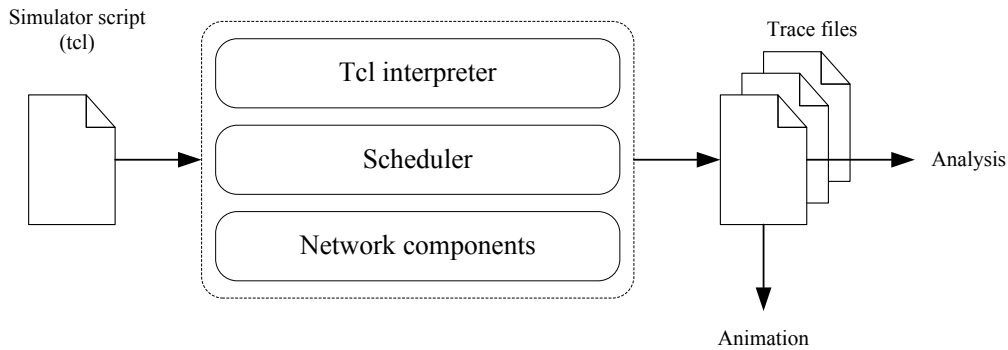 Simulator script
(tcl)
Tcl interpreter
Scheduler
Network components
Trace files
Analysis
Animation